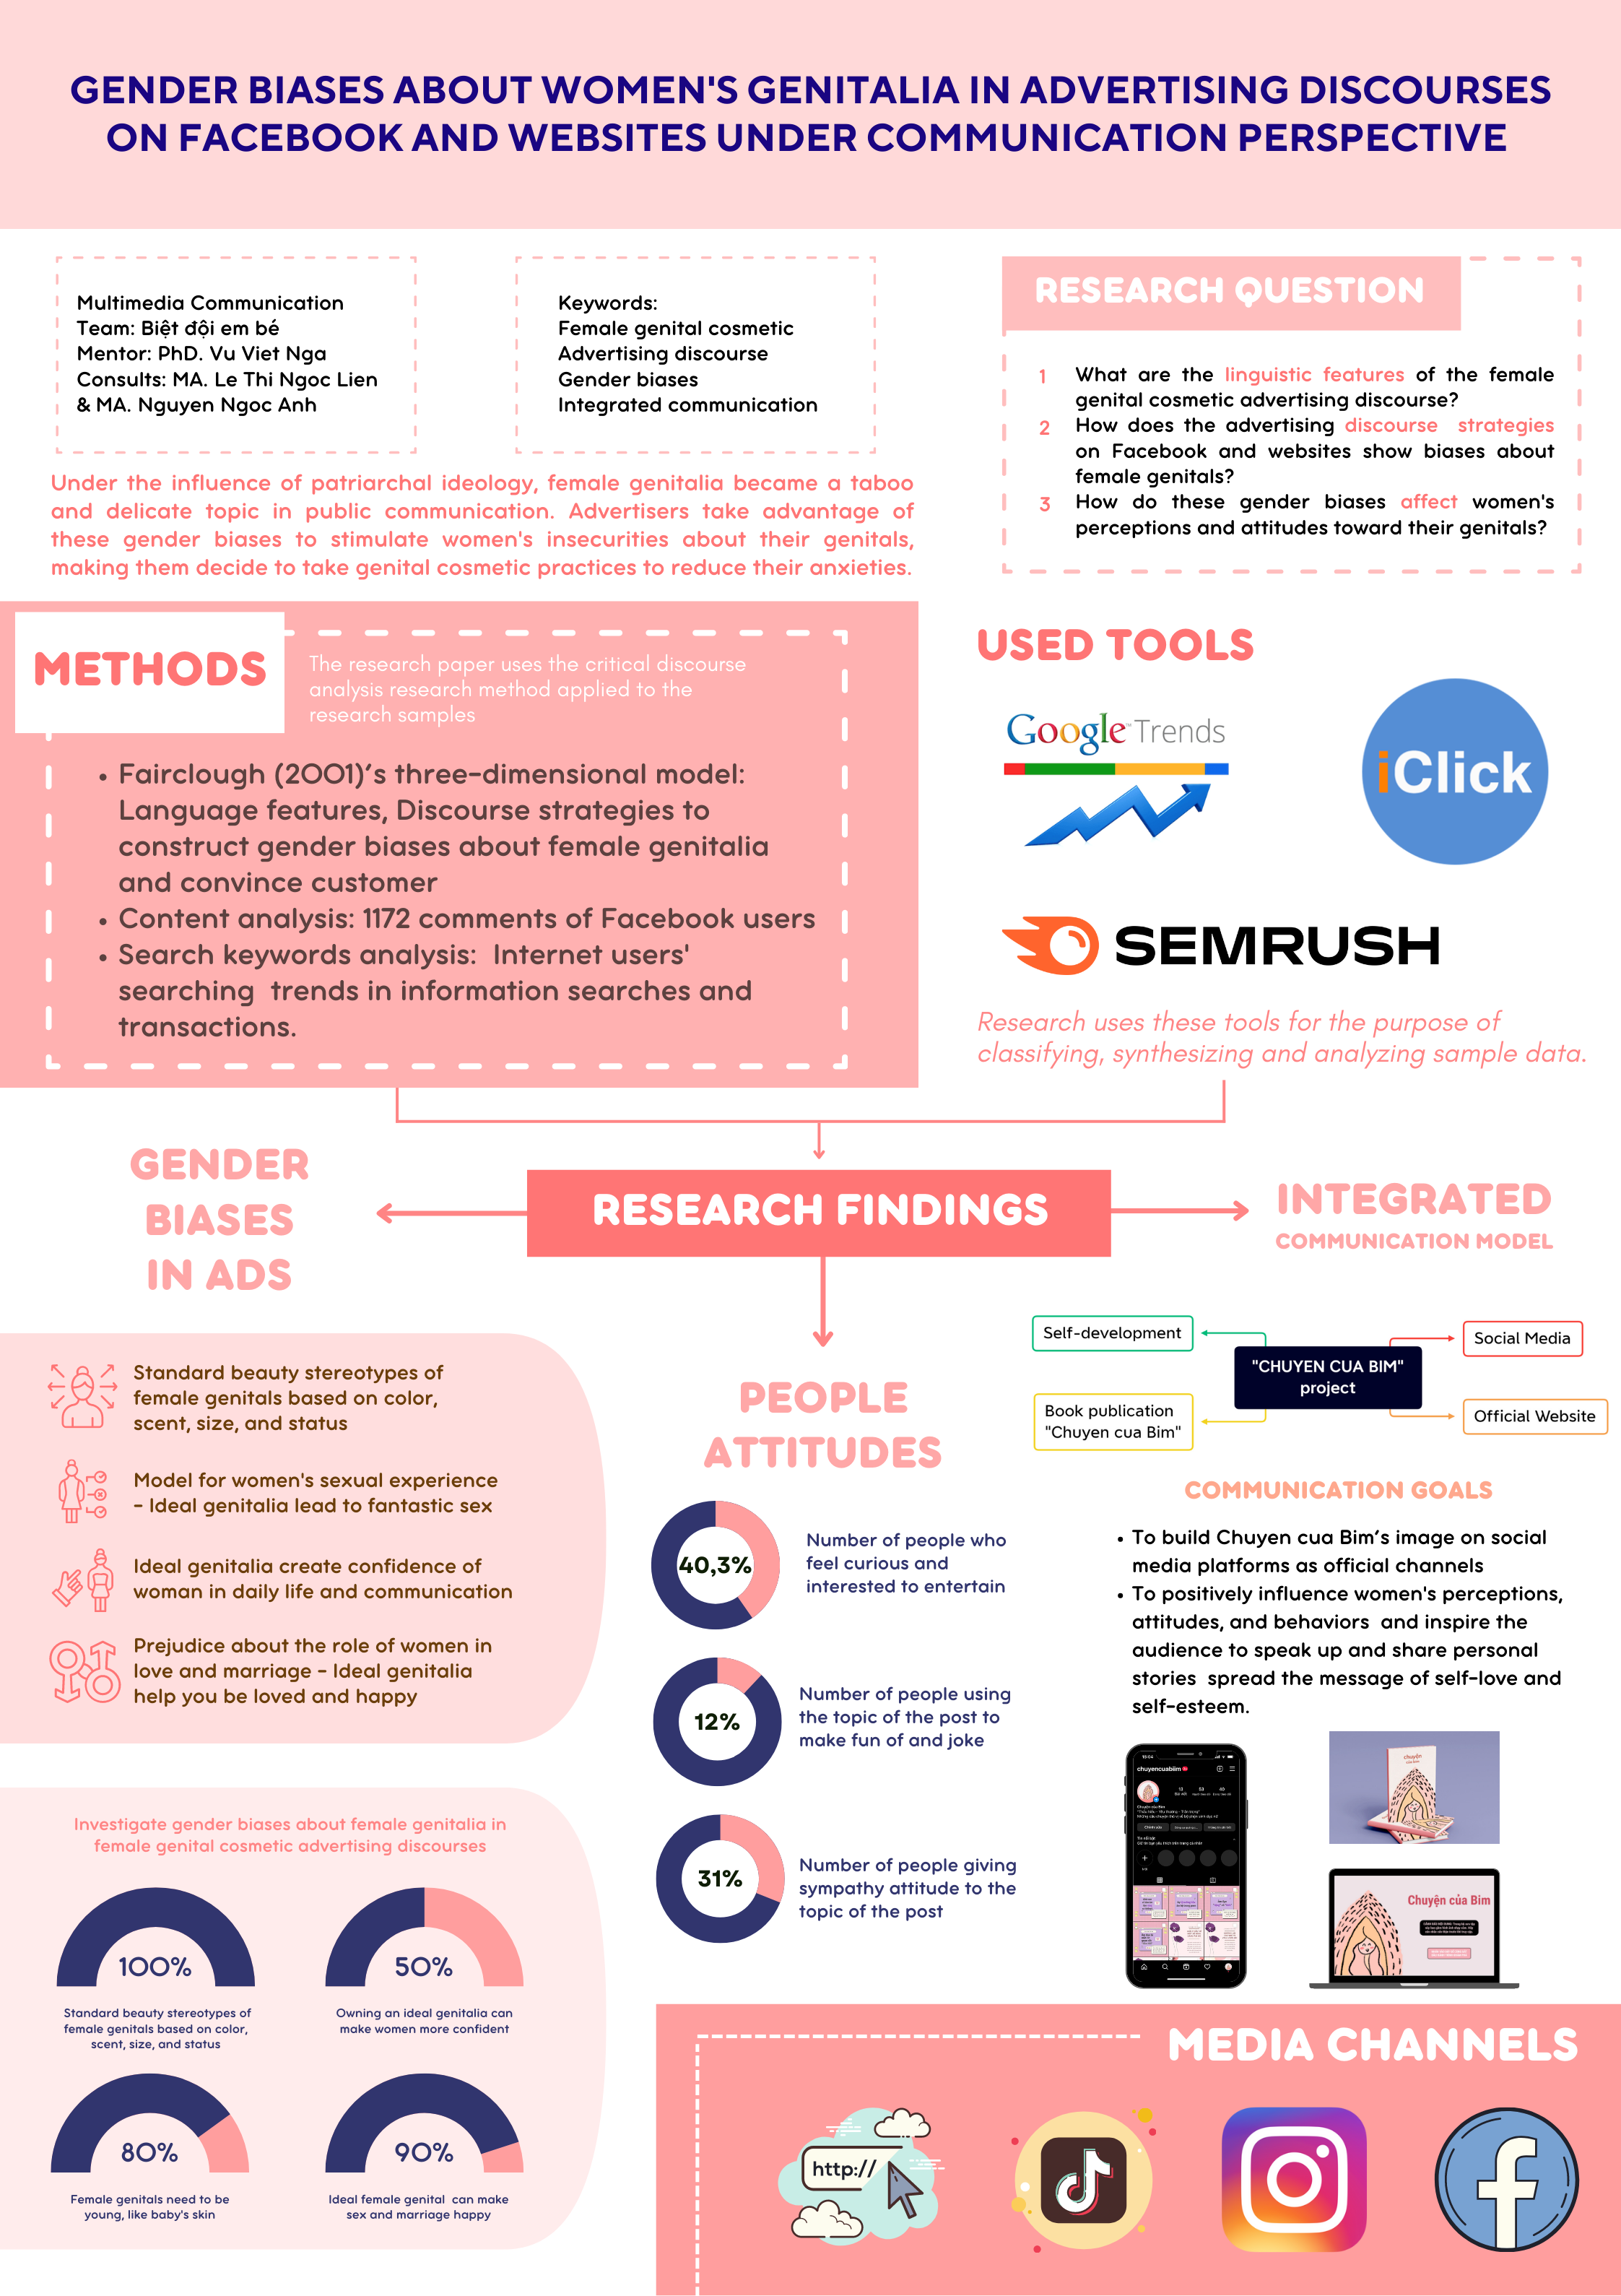 GENDER BIASES ABOUT WOMEN'S GENITALIA IN ADVERTISING DISCOURSES
ON FACEBOOK AND WEBSITES UNDER COMMUNICATION PERSPECTIVE
Multimedia Communication
Team: Biệt đội em bé
Mentor: PhD. Vu Viet Nga
Consults: MA. Le Thi Ngoc Lien
& MA. Nguyen Ngoc Anh
Keywords:
Female genital cosmetic
Advertising discourse
Gender biases
Integrated communication
RESEARCH QUESTION
1 What are the linguistic features of the female
genital cosmetic advertising discourse?
2 How does the advertising discourse strategies
on Facebook and websites show biases about
female genitals?
3 How do these gender biases affect women's
perceptions and attitudes toward their genitals?
Under the influence of patriarchal ideology, female genitalia became a taboo
and delicate topic in public communication. Advertisers take advantage of
these gender biases to stimulate women's insecurities about their genitals,
making them decide to take genital cosmetic practices to reduce their anxieties.
METHODS
The research paper uses the critical discourse
analysis research method applied to the
research samples
• Fairclough (2001)'s three-dimensional model:
Language features, Discourse strategies to
construct gender biases about female genitalia
and convince customer
• Content analysis: 1172 comments of Facebook users
• Search keywords analysis: Internet users'
searching trends in information searches and
transactions.
USED TOOLS
Google Trends
iClick
SEMRUSH
Research uses these tools for the purpose of
classifying, synthesizing and analyzing sample data.
RESEARCH FINDINGS
GENDER
BIASES
IN ADS
Standard beauty stereotypes of
female genitals based on color,
scent, size, and status
Model for women's sexual experience
- Ideal genitalia lead to fantastic sex
Ideal genitalia create confidence of
woman in daily life and communication
Prejudice about the role of women in
love and marriage - Ideal genitalia
help you be loved and happy
Investigate gender biases about female genitalia in
female genital cosmetic advertising discourses
100%
Standard beauty stereotypes of
female genitals based on color,
scent, size, and status
50%
Owning an ideal genitalia can
make women more confident
80%
Female genitals need to be
young, like baby's skin
90%
Ideal female genital can make
sex and marriage happy
PEOPLE
ATTITUDES
40,3%
Number of people who
feel curious and
interested to entertain
12%
Number of people using
the topic of the post to
make fun of and joke
31%
Number of people giving
sympathy attitude to the
topic of the post
INTEGRATED
COMMUNICATION MODEL
Self-development
Social Media
"CHUYEN CUA BIM"
project
Book publication
"Chuyen cua Bim"
Official Website
COMMUNICATION GOALS
• To build Chuyen cua Bim's image on social
media platforms as official channels
• To positively influence women's perceptions,
attitudes, and behaviors and inspire the
audience to speak up and share personal
stories spread the message of self-love and
self-esteem.
chuyencuabiim
chuyện
của Bim
Chuyện của Bim
MEDIA CHANNELS
http://